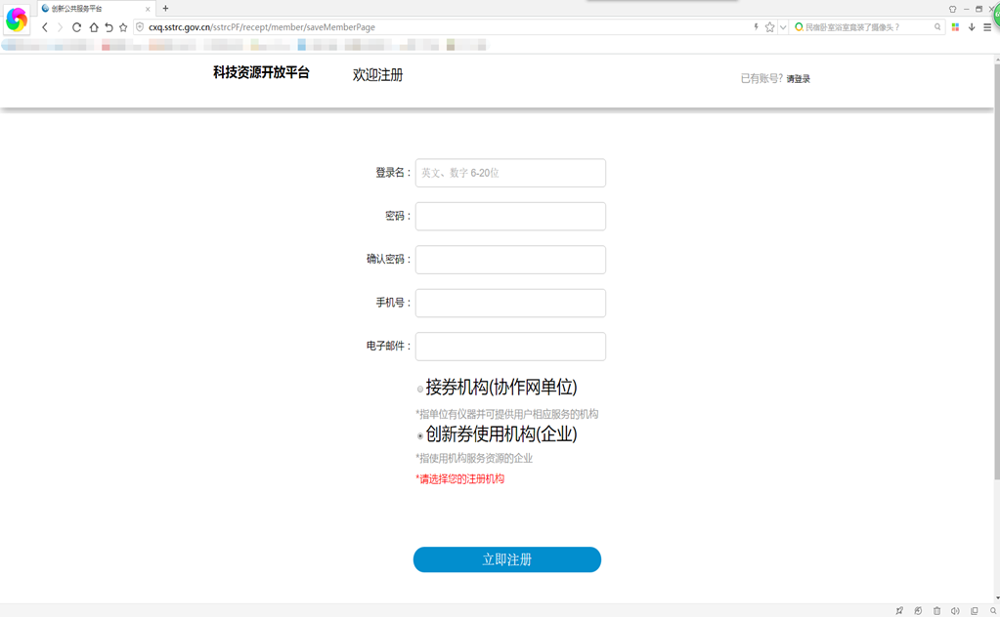 创新公共服务平台
cxq.sstrc.gov.cn/sstrcPF/recept/member/saveMemberPage
民宿卧室浴室竟装了摄像头？
科技资源开放平台
欢迎注册
已有账号? 请登录
登录名：
英文、数字 6-20位
密码：
确认密码：
手机号：
电子邮件：
接券机构(协作网单位)
*指单位有仪器并可提供用户相应服务的机构
创新券使用机构(企业)
*指使用机构服务资源的企业
*请选择您的注册机构
立即注册